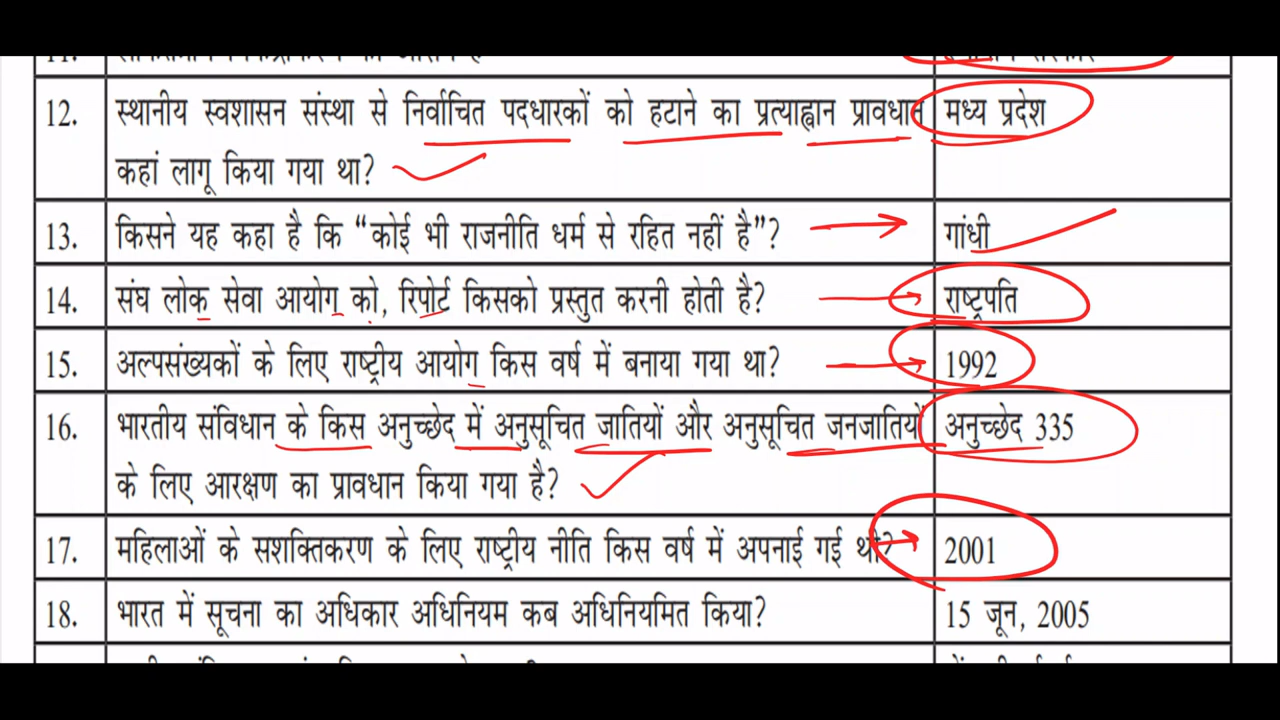 12. स्थानीय स्वशासन संस्था से निर्वाचित पदधारकों को हटाने का प्रत्याह्वान प्रावधान मध्य प्रदेश
कहां लागू किया गया था?
13. किसने यह कहा है कि “कोई भी राजनीति धर्म से रहित नहीं है”? गांधी
14. संघ लोक सेवा आयोग को, रिपोर्ट किसको प्रस्तुत करनी होती है? राष्ट्रपति
15. अल्पसंख्यकों के लिए राष्ट्रीय आयोग किस वर्ष में बनाया गया था? 1992
16. भारतीय संविधान के किस अनुच्छेद में अनुसूचित जातियों और अनुसूचित जनजातियों अनुच्छेद 335
के लिए आरक्षण का प्रावधान किया गया है?
17. महिलाओं के सशक्तिकरण के लिए राष्ट्रीय नीति किस वर्ष में अपनाई गई थी? 2001
18. भारत में सूचना का अधिकार अधिनियम कब अधिनियमित किया? 15 जून, 2005